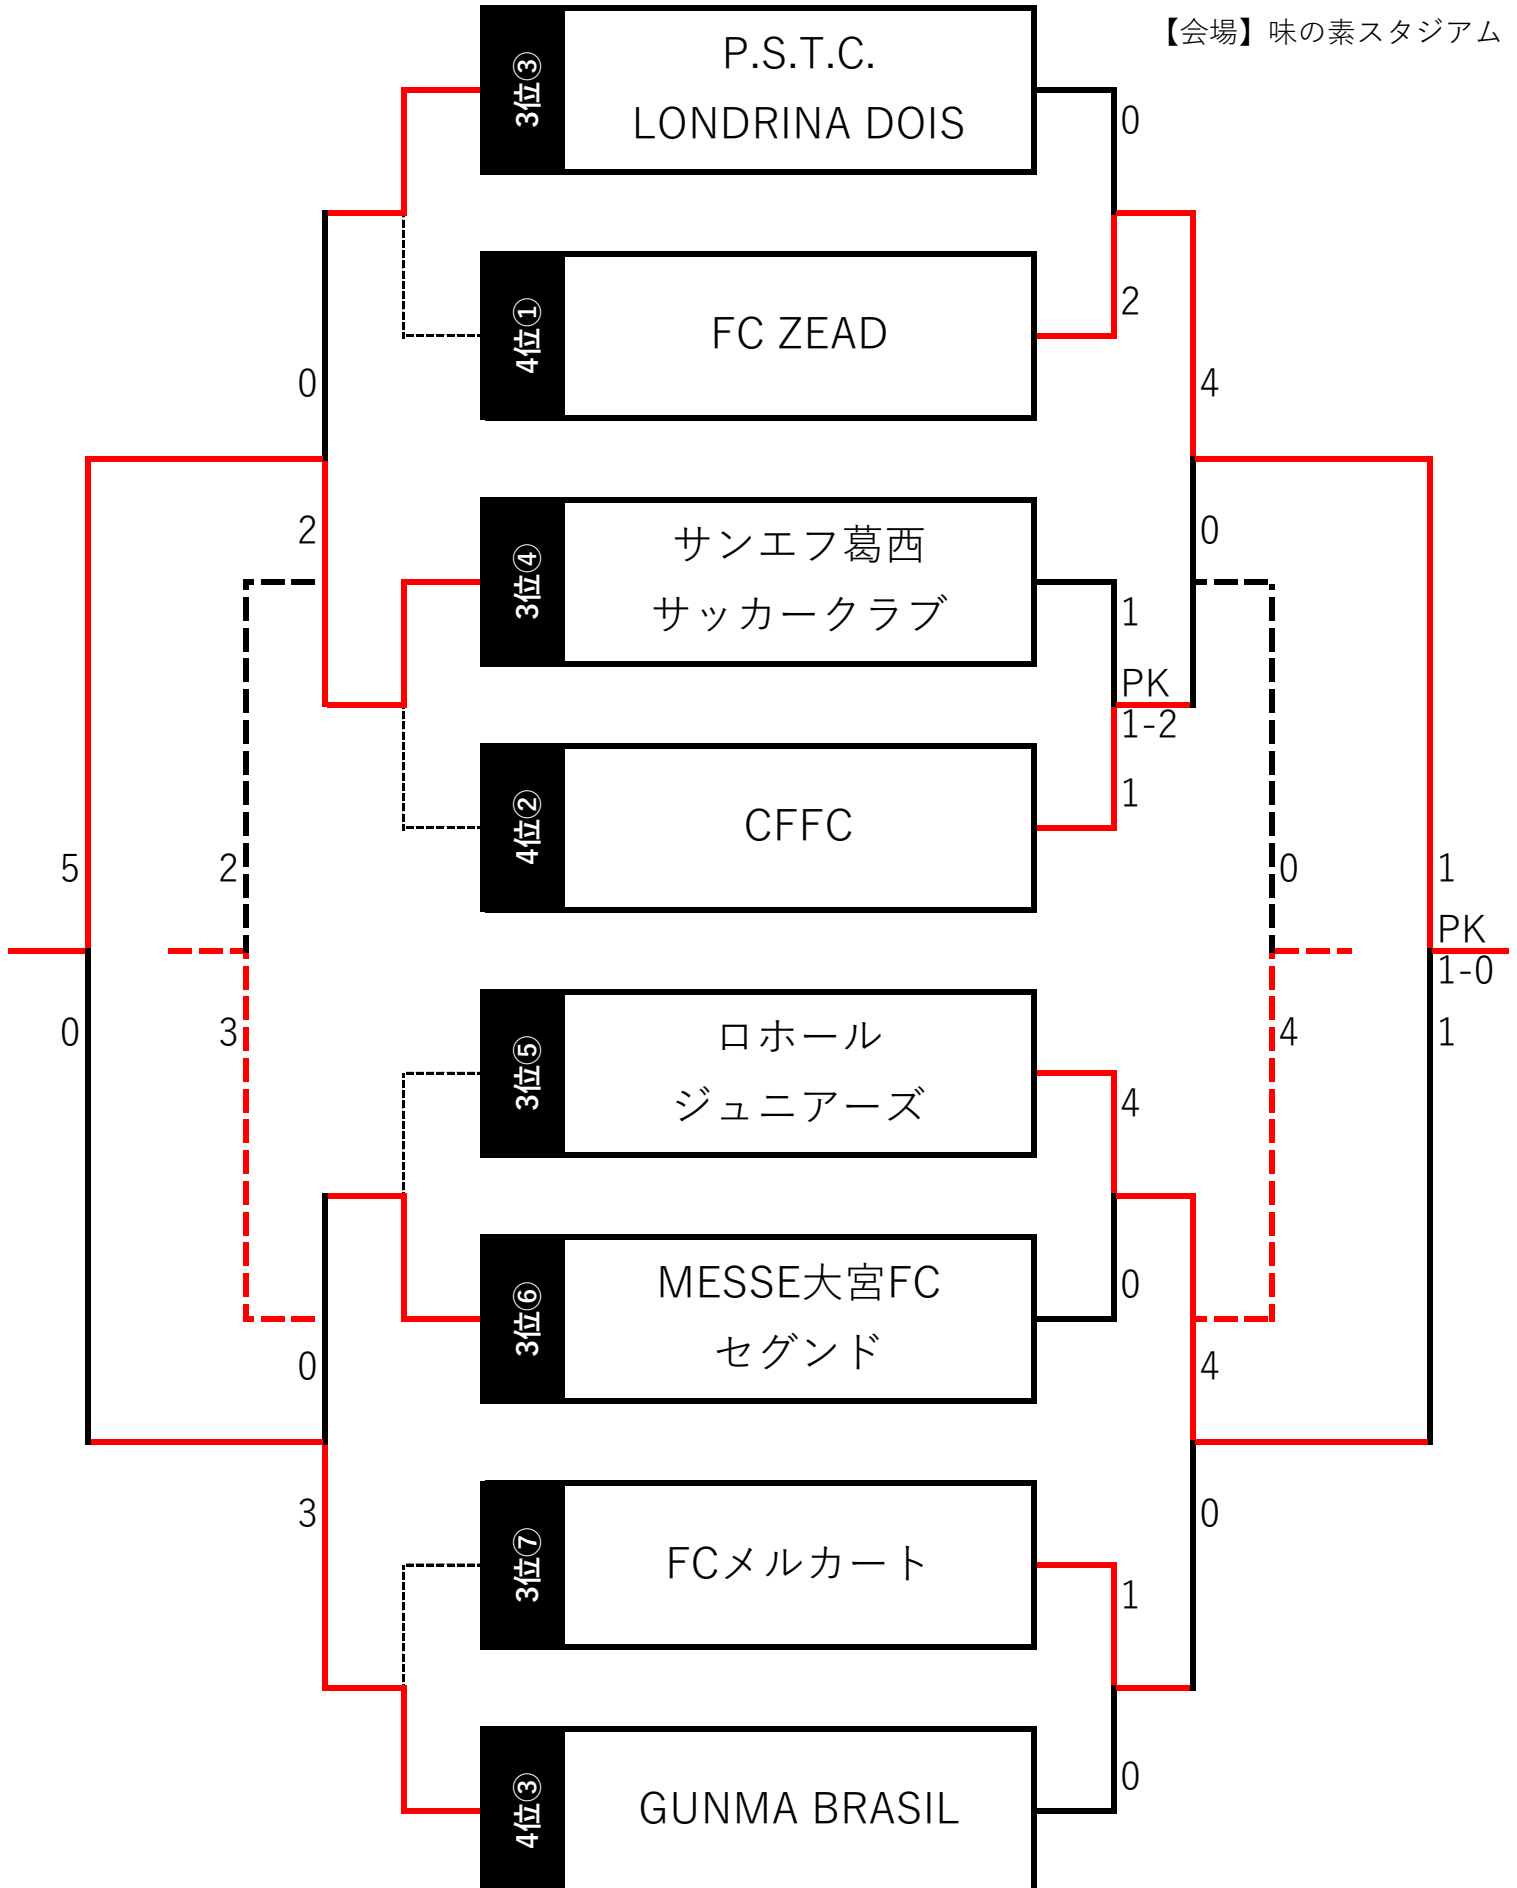 【会場】味の素スタジアム
3位③
P.S.T.C.
LONDRINA DOIS
0
4位①
FC ZEAD
2
0
4
2
3位④
サンエフ葛西
サッカークラブ
0
1
PK
1-2
4位②
CFFC
1
5
2
0
1
PK
1-0
0
3
4
1
3位⑤
ロホール
ジュニアーズ
4
3位⑥
MESSE大宮FC
セグンド
0
0
4
3
0
3位⑦
FCメルカート
1
4位③
GUNMA BRASIL
0